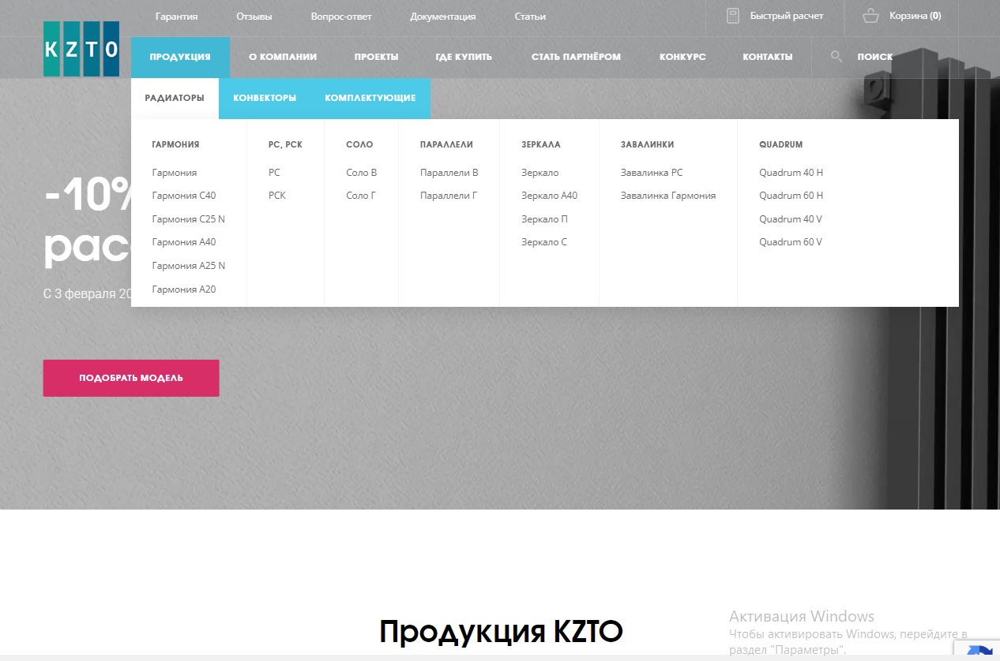 Гарантия Отзывы Вопрос-ответ Документация Статьи Быстрый расчет Корзина (0)
KZTO
ПРОДУКЦИЯ О КОМПАНИИ ПРОЕКТЫ ГДЕ КУПИТЬ СТАТЬ ПАРТНЁРОМ КОНКУРС КОНТАКТЫ ПОИСК
РАДИАТОРЫ КОНВЕКТОРЫ КОМПЛЕКТУЮЩИЕ
ГАРМОНИЯ РС, РСК СОЛО ПАРАЛЛЕЛИ ЗЕРКАЛА ЗАВАЛИНКИ QUADRUM
Гармония РС Соло В Параллели В Зеркало Завалинка РС Quadrum 40 H
Гармония С40 РСК Соло Г Параллели Г Зеркало А40 Завалинка Гармония Quadrum 60 H
Гармония С25 N Зеркало П Quadrum 40 V
Гармония А40 Зеркало С Quadrum 60 V
Гармония А25 N
Гармония А20
-10%
С 3 февраля
ПОДОБРАТЬ МОДЕЛЬ
Продукция KZTO
Активация Windows
Чтобы активировать Windows, перейдите в
раздел "Параметры".